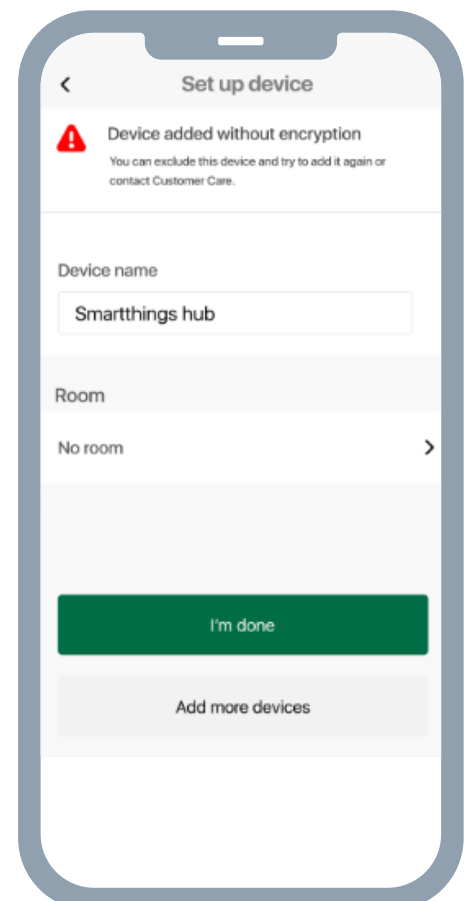 Set up device
Device added without encryption
You can exclude this device and try to add it again or
contact Customer Care.
Device name
Smartthings hub
Room
No room
I'm done
Add more devices